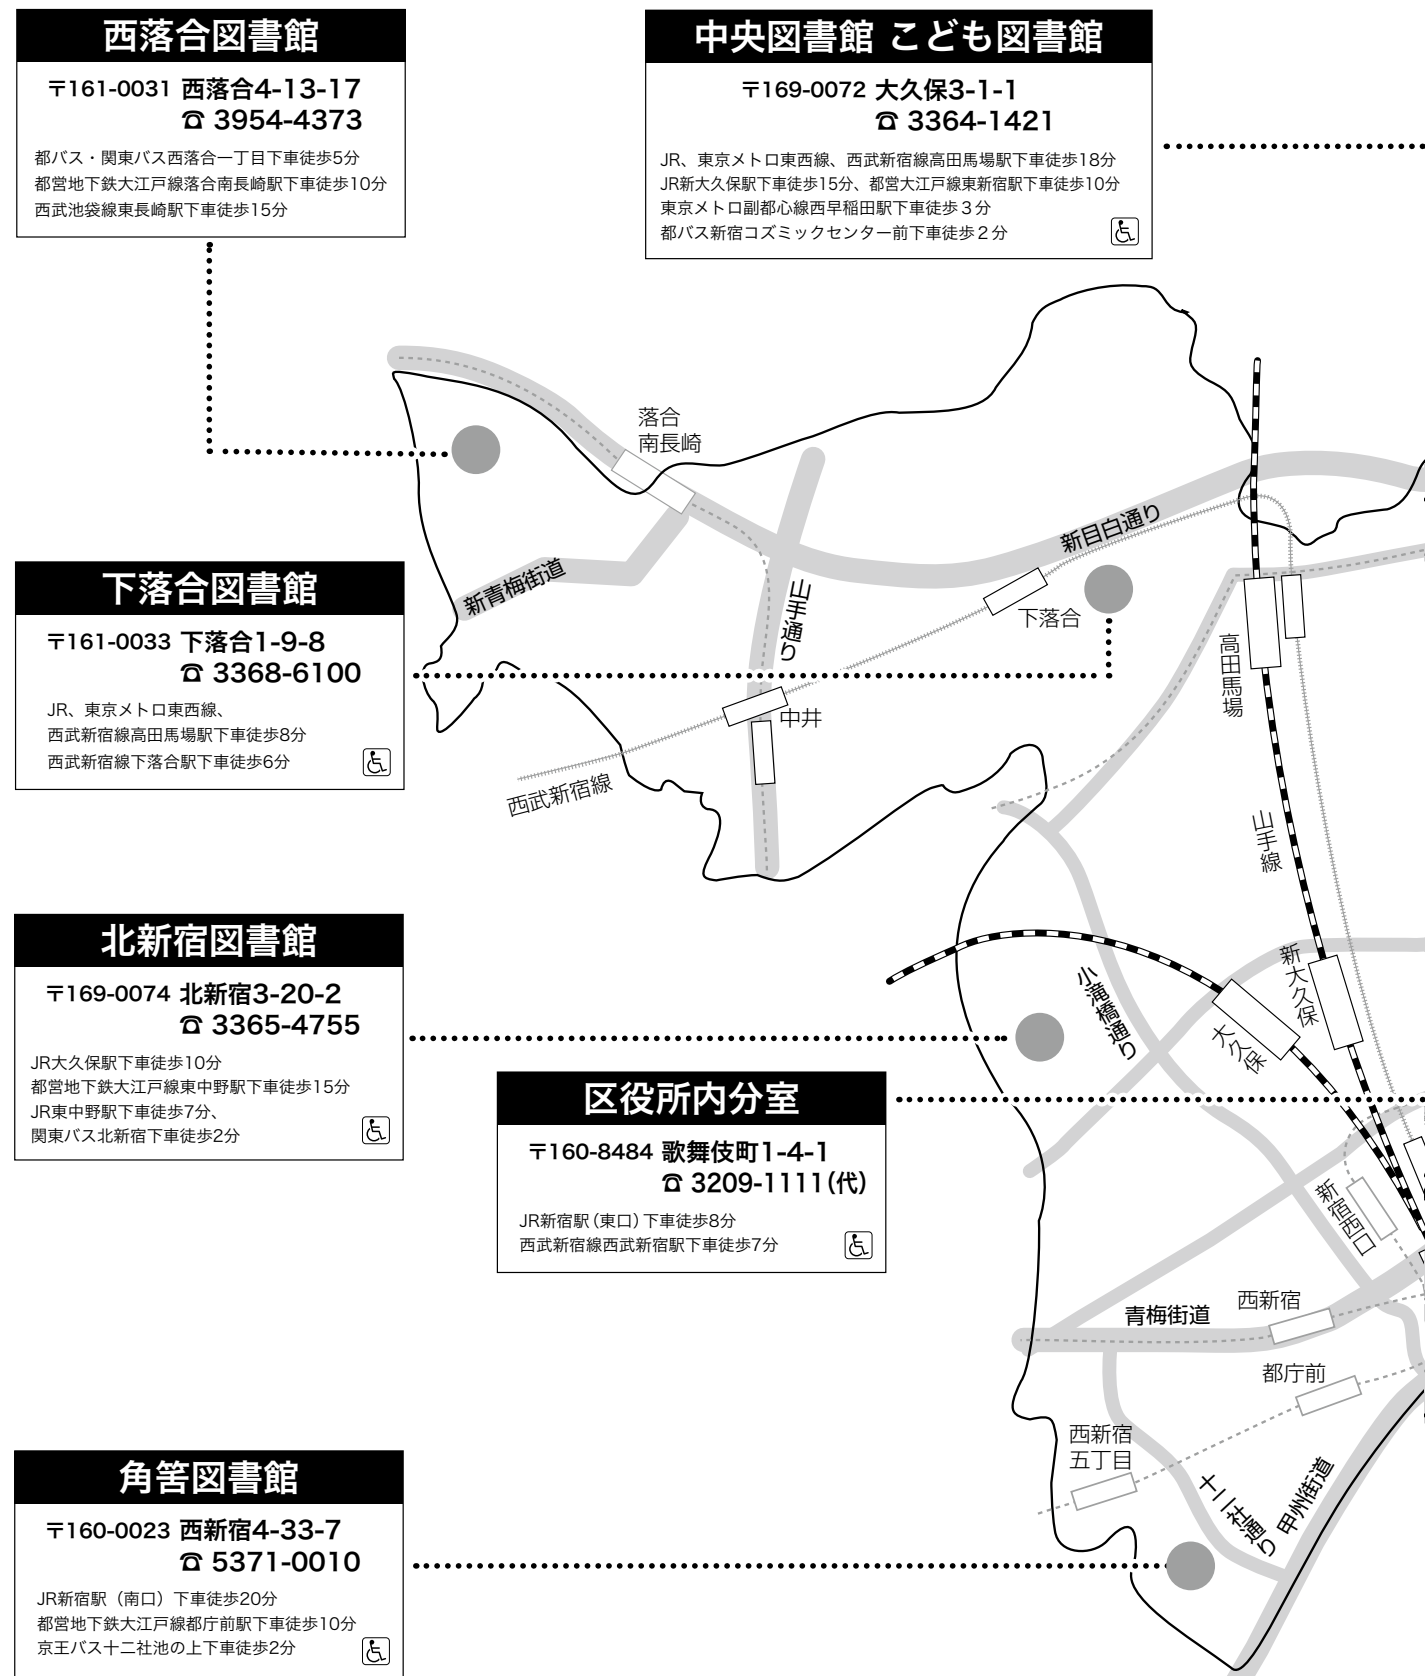 西落合図書館
〒161-0031 西落合4-13-17
☎ 3954-4373
都バス・関東バス西落合一丁目下車徒歩5分
都営地下鉄大江戸線落合南長崎駅下車徒歩10分
西武池袋線東長崎駅下車徒歩15分
中央図書館 こども図書館
〒169-0072 大久保3-1-1
☎ 3364-1421
JR、東京メトロ東西線、西武新宿線高田馬場駅下車徒歩18分
JR新大久保駅下車徒歩15分、都営大江戸線東新宿駅下車徒歩10分
東京メトロ副都心線西早稲田駅下車徒歩３分
都バス新宿コズミックセンター前下車徒歩２分
落合
南長崎
新目白通り
新青梅街道
山手通り
下落合
高田馬場
中井
西武新宿線
山手線
下落合図書館
〒161-0033 下落合1-9-8
☎ 3368-6100
JR、東京メトロ東西線、
西武新宿線高田馬場駅下車徒歩8分
西武新宿線下落合駅下車徒歩6分
北新宿図書館
〒169-0074 北新宿3-20-2
☎ 3365-4755
JR大久保駅下車徒歩10分
都営地下鉄大江戸線東中野駅下車徒歩15分
JR東中野駅下車徒歩7分、
関東バス北新宿下車徒歩2分
小滝橋通り
新大久保
大久保
区役所内分室
〒160-8484 歌舞伎町1-4-1
☎ 3209-1111(代)
JR新宿駅(東口)下車徒歩8分
西武新宿線西武新宿駅下車徒歩7分
新宿西口
西新宿
青梅街道
都庁前
西新宿
五丁目
十二社通り
甲州街道
角筈図書館
〒160-0023 西新宿4-33-7
☎ 5371-0010
JR新宿駅（南口）下車徒歩20分
都営地下鉄大江戸線都庁前駅下車徒歩10分
京王バス十二社池の上下車徒歩2分